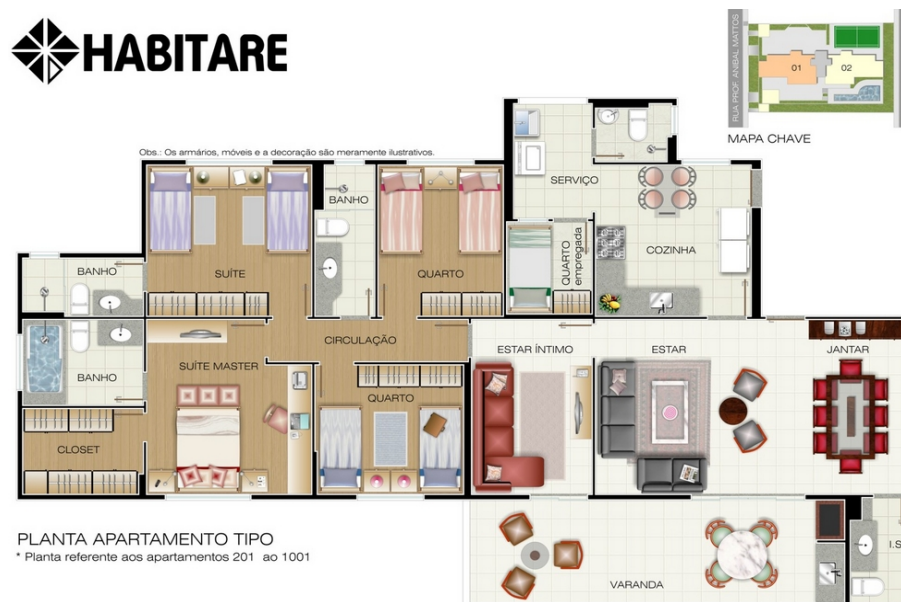 HABITARE
RUA PROF. ANIBAL MATTOS
01
02
MAPA CHAVE
Obs.: Os armários, móveis e a decoração são meramente ilustrativos.
SERVIÇO
BANHO
COZINHA
QUARTO
empregada
BANHO
SUÍTE
QUARTO
CIRCULAÇÃO
ESTAR ÍNTIMO
ESTAR
JANTAR
SUÍTE MASTER
BANHO
QUARTO
CLOSET
PLANTA APARTAMENTO TIPO
* Planta referente aos apartamentos 201 ao 1001
I.S
VARANDA